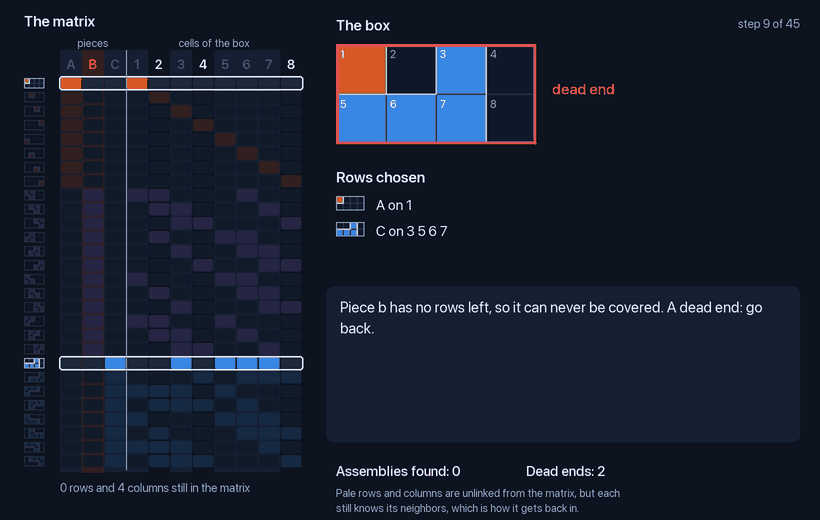 The matrix
pieces cells of the box
A B C 1 2 3 4 5 6 7 8
0 rows and 4 columns still in the matrix
The box
step 9 of 45
1 2 3 4
5 6 7 8
dead end
Rows chosen
A on 1
C on 3 5 6 7
Piece b has no rows left, so it can never be covered. A dead end: go
back.
Assemblies found: 0 Dead ends: 2
Pale rows and columns are unlinked from the matrix, but each
still knows its neighbors, which is how it gets back in.